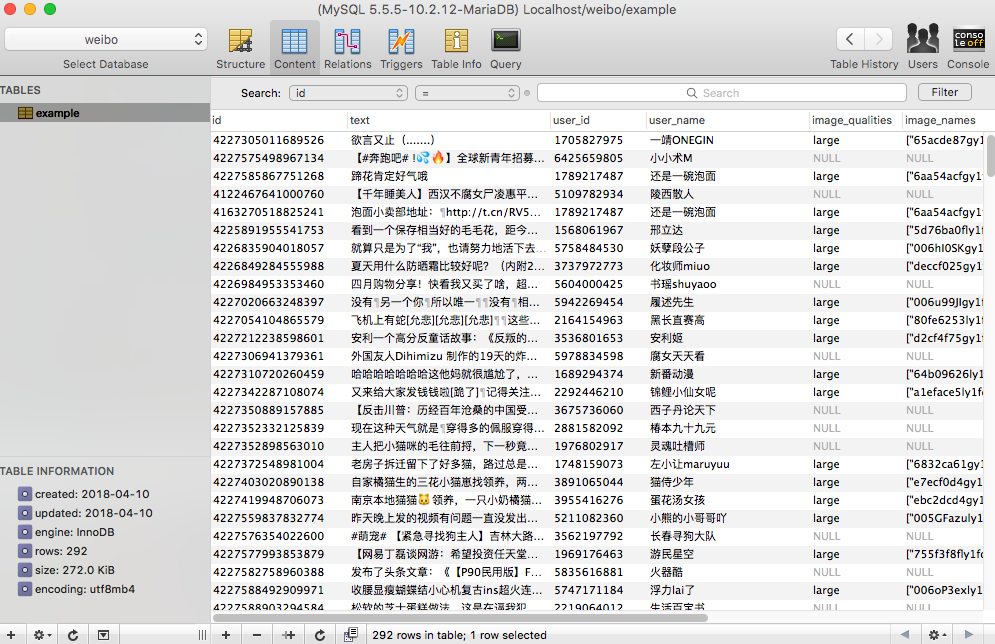 (MySQL 5.5.5-10.2.12-MariaDB) Localhost/weibo/example
weibo
Select Database
Structure Content Relations Triggers Table Info Query
Table History Users Console
conso
le off
TABLES
example
Search: id = Search Filter
id text user_id user_name image_qualities image_names
4227305011689526 欲言又止（.......） 1705827975 一靖ONEGIN large ["65acde87gy1
4227575498967134 【#奔跑吧# !💦🔥】全球新青年招募... 6425659805 小小术M NULL NULL
4227585867751268 蹄花肯定好气哦 1789217487 还是一碗泡面 large ["6aa54acfgy1
4122467641000760 【千年睡美人】西汉不腐女尸凌惠平... 5109782934 陵西散人 NULL NULL
4163270518825241 泡面小卖部地址：¶http://t.cn/RV5... 1789217487 还是一碗泡面 large ["6aa54acfgy1
4225891955541753 看到一个保存相当好的毛毛花，距今... 1568061967 邢立达 large ["5d76ba0fly1f
4226835904018057 就算只是为了“我”，也请努力地活下去... 5758484530 妖孽段公子 large ["006hI0SKgy1
4226849284555988 夏天用什么防晒霜比较好呢？（内附2... 3737972773 化妆师miuo large ["deccf025gy1
4226984953353460 四月购物分享！快看我又买了啥，超... 5604000425 书瑶shuyaoo NULL NULL
4227020663248397 没有¶另一个你¶所以唯一¶¶没有¶相... 5942269454 履述先生 large ["006u99JIgy1f
4227054104865579 飞机上有蛇[允悲][允悲][允悲]¶¶这些... 2164154963 黑长直赛高 large ["80fe6253ly1f
4227212238598601 安利一个高分反童话故事：《反叛的... 3536801653 安利姬 large ["d2cf4f75gy1f
4227306941379361 外国友人Dihimizu 制作的19天的炸... 5978834598 腐女天天看 NULL NULL
4227310720260459 哈哈哈哈哈哈这他妈就很尴尬了，... 1689294374 新番动漫 large ["64b09626ly1
4227342287108074 又来给大家发钱钱啦[跪了]¶记得关注... 2292446210 锦鲤小仙女呢 large ["a1eface5ly1f
4227350889157885 【反击川普：历经百年沧桑的中国受... 3675736060 西子丹论天下 NULL NULL
4227352332125839 现在这种天气就是¶穿得多的佩服穿得... 2881582092 椿本九十九元 NULL NULL
4227352898563010 主人把小猫咪的毛往前捋，下一秒竟... 1976802917 灵魂吐槽师 NULL NULL
4227372548981004 老房子拆迁留下了好多猫，路过总是... 1748159073 左小让maruyuu large ["6832ca61gy1
4227403020890138 自家橘猫生的三花小猫崽找领养，两... 3891065044 猫侍少年 large ["e7ecf0d4gy1
4227419948706073 南京本地猫猫🐱领养，一只小奶橘猫... 3955416276 蛋花汤女孩 large ["ebc2dcd4gy1
4227559837832774 昨天晚上发的视频有问题一直没发出... 5211082360 小熊的小哥哥吖 large ["005GFazuly1
4227576354022600 #萌宠# 【紧急寻找狗主人】吉林大路... 3562197792 长春寻狗大队 NULL NULL
4227577993853879 【网易丁磊谈网游：希望投资任天堂... 1969176463 游民星空 large ["755f3f8fly1fc
4227582758960388 发布了头条文章：《【P90民用版】F... 5835616881 火器酷 NULL NULL
4227588492909971 收腰显瘦蝴蝶结小心机复古ins超火连... 5747171184 浮力lai了 large ["006oP3exly1
4227588903294584 松软的芝士蛋糕做法，这是在逼我犯... 2219064012 生活百宝书 large
TABLE INFORMATION
created: 2018-04-10
updated: 2018-04-10
engine: InnoDB
rows: 292
size: 272.0 KiB
encoding: utf8mb4
292 rows in table; 1 row selected